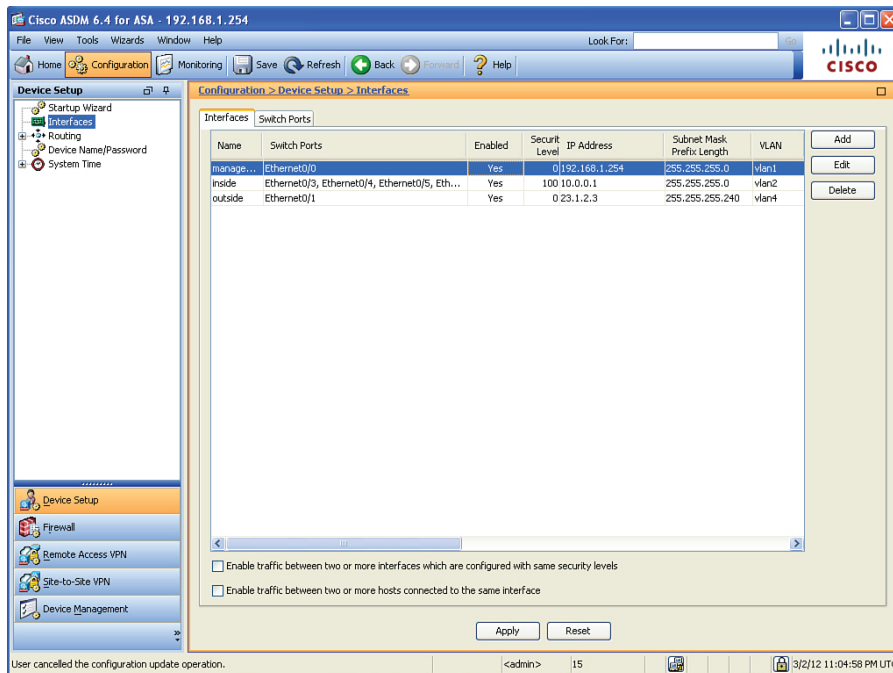 Cisco ASDM 6.4 for ASA - 192.168.1.254
File View Tools Wizards Window Help Look For: Go
Home Configuration Monitoring Save Refresh Back Forward Help
CISCO
Device Setup
Startup Wizard
Interfaces
Routing
Device Name/Password
System Time
Device Setup
Firewall
Remote Access VPN
Site-to-Site VPN
Device Management
Configuration > Device Setup > Interfaces
Interfaces Switch Ports
Name Switch Ports Enabled Securit Level IP Address Subnet Mask Prefix Length VLAN
manage... Ethernet0/0 Yes 0 192.168.1.254 255.255.255.0 vlan1
inside Ethernet0/3, Ethernet0/4, Ethernet0/5, Eth... Yes 100 10.0.0.1 255.255.255.0 vlan2
outside Ethernet0/1 Yes 0 23.1.2.3 255.255.255.240 vlan4
Add
Edit
Delete
Enable traffic between two or more interfaces which are configured with same security levels
Enable traffic between two or more hosts connected to the same interface
Apply Reset
User cancelled the configuration update operation. <admin> 15 3/2/12 11:04:58 PM UTC